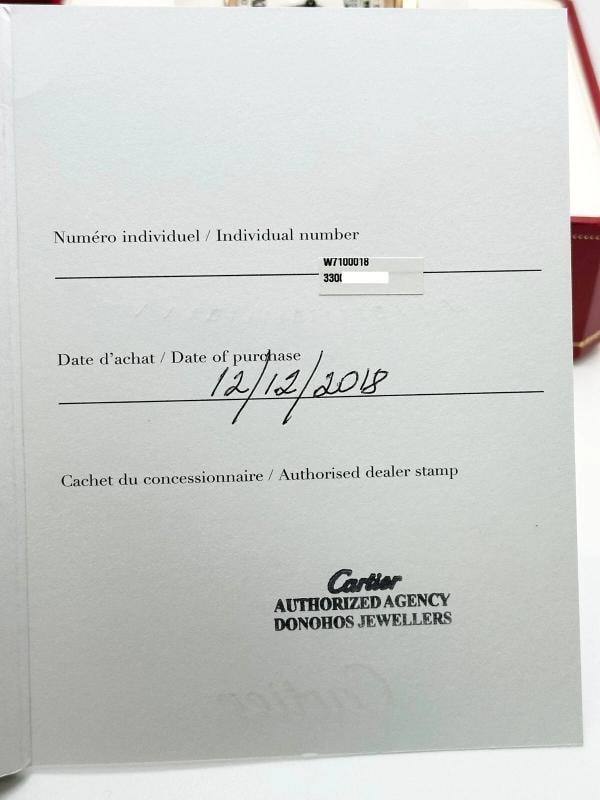 Numéro individuel / Individual number
W7100018
3300
Date d'achat / Date of purchase
12/12/2018
Cachet du concessionnaire / Authorised dealer stamp
Cartier
AUTHORIZED AGENCY
DONOHOS JEWELLERS
Cartier